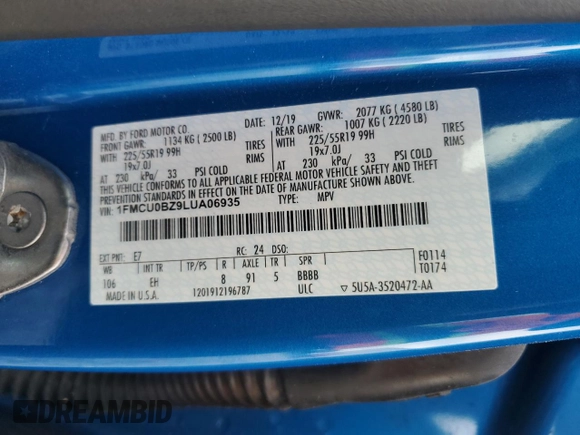 MFD. BY FORD MOTOR CO.
DATE: 12/19 GVWR: 2077 KG ( 4580 LB)
FRONT GAWR: 1134 KG ( 2500 LB) REAR GAWR: 1007 KG ( 2220 LB)
WITH 225/55R19 99H TIRES WITH 225/55R19 99H TIRES
19x7.0J RIMS 19x7.0J RIMS
AT 230 kPa/ 33 PSI COLD AT 230 kPa/ 33 PSI COLD
THIS VEHICLE CONFORMS TO ALL APPLICABLE FEDERAL MOTOR VEHICLE SAFETY AND THEFT
PREVENTION STANDARDS IN EFFECT ON THE DATE OF MANUFACTURE SHOWN ABOVE.
VIN: 1FMCU0BZ9LUA06935 TYPE: MPV
EXT PNT: E7 RC: 24 DSO: F0114
WB INT TR TP/PS R AXLE TR SPR T0174
106 EH 8 91 5 BBBB
MADE IN U.S.A. 1201912196787 ULC ▽ 5U5A-3520472-AA
DREAMBID